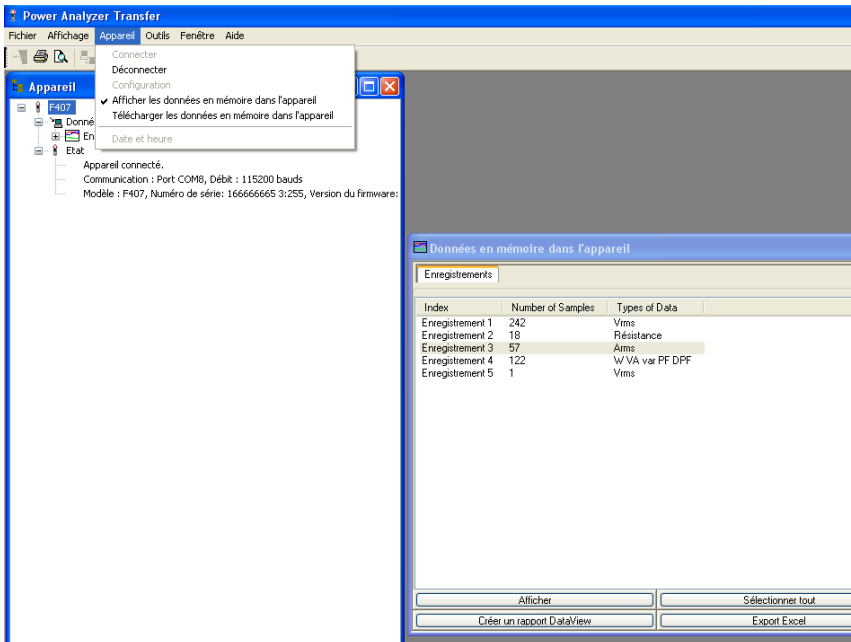 Power Analyzer Transfer
Fichier Affichage Appareil Outils Fenêtre Aide
Connecter
Déconnecter
Configuration
Afficher les données en mémoire dans l'appareil
Télécharger les données en mémoire dans l'appareil
Date et heure
Appareil
F407
Donné
En
Etat
Appareil connecté.
Communication : Port COM8, Débit : 115200 bauds
Modèle : F407, Numéro de série: 166666665 3:255, Version du firmware:
Données en mémoire dans l'appareil
Enregistrements
Index Number of Samples Types of Data
Enregistrement 1 242 Vrms
Enregistrement 2 18 Résistance
Enregistrement 3 57 Arms
Enregistrement 4 122 W VA var PF DPF
Enregistrement 5 1 Vrms
Afficher Sélectionner tout
Créer un rapport DataView Export Excel